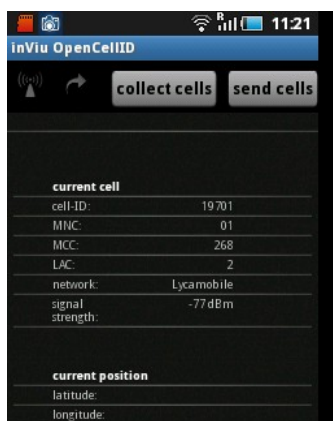 11:21
inViu OpenCellID
collect cells send cells
current cell
cell-ID: 19701
MNC: 01
MCC: 268
LAC: 2
network: Lycamobile
signal strength: -77dBm
current position
latitude:
longitude: